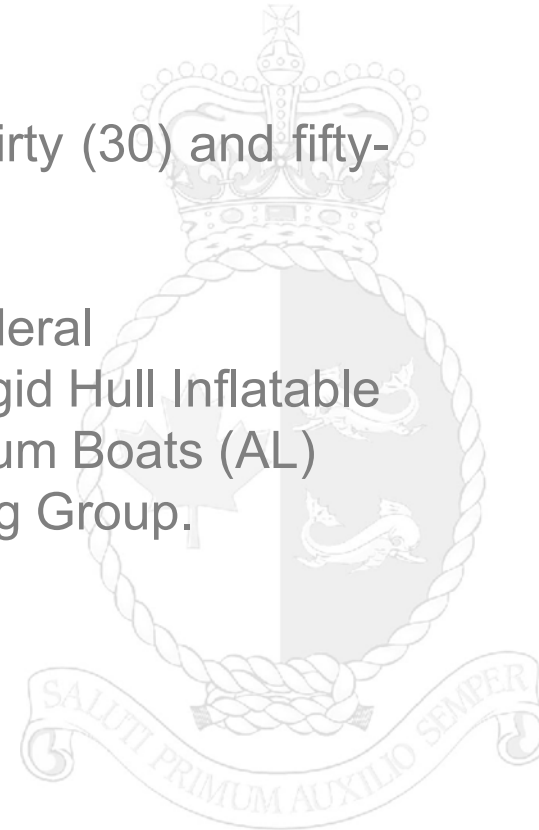 irty (30) and fifty-
deral
gid Hull Inflatable
um Boats (AL)
g Group.
SALUTI PRIMUM AUXILIO SEMPER